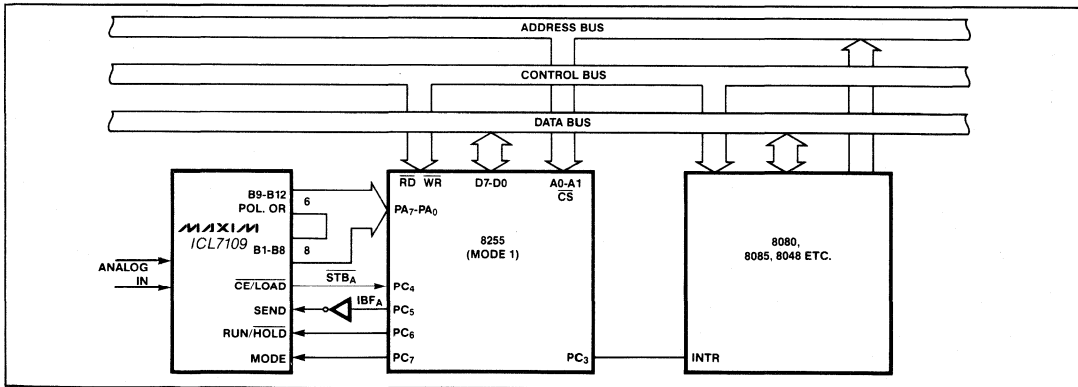 ADDRESS BUS
CONTROL BUS
DATA BUS
B9-B12
POL. OR
6
MAXIM
ICL7109
B1-B8
8
ANALOG
IN
CE/LOAD
SEND
RUN/HOLD
MODE
STBA
IBFA
RD WR
D7-D0
A0-A1
CS
PA7-PA0
8255
(MODE 1)
PC4
PC5
PC6
PC7
PC3
8080,
8085, 8048 ETC.
INTR